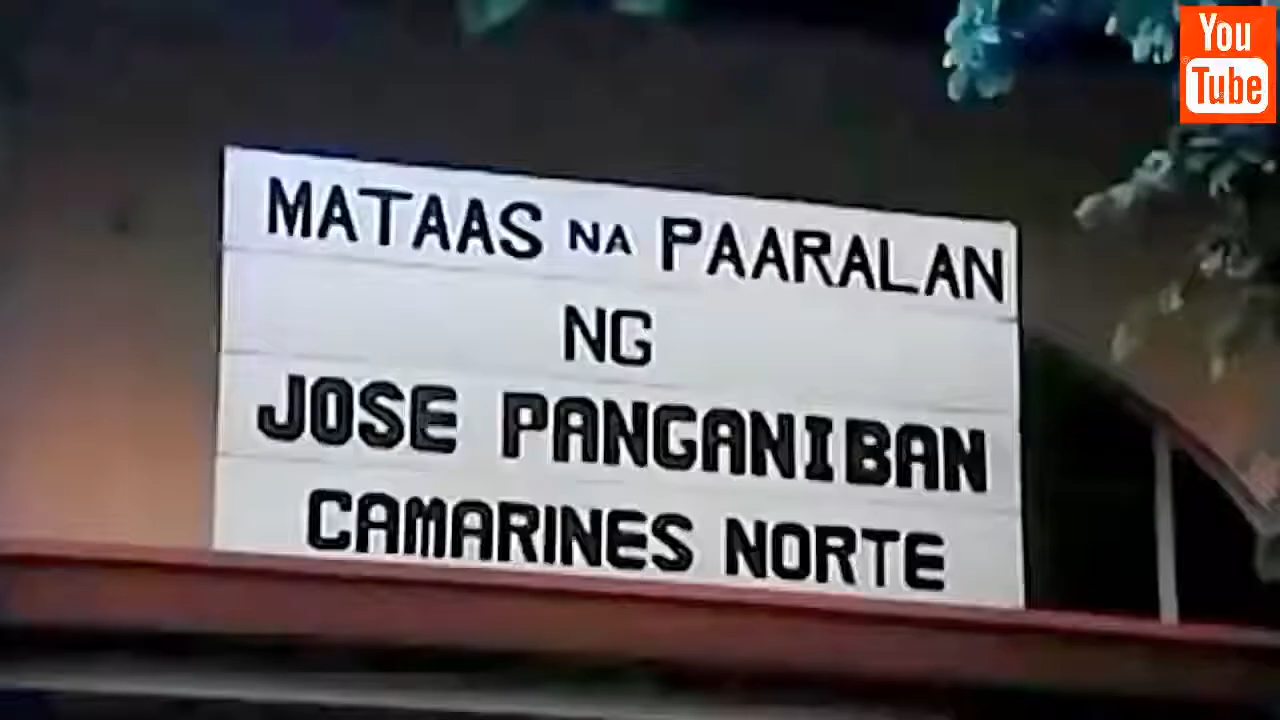 You
Tube
MATAAS NA PAARALAN
NG
JOSE PANGANIBAN
CAMARINES NORTE